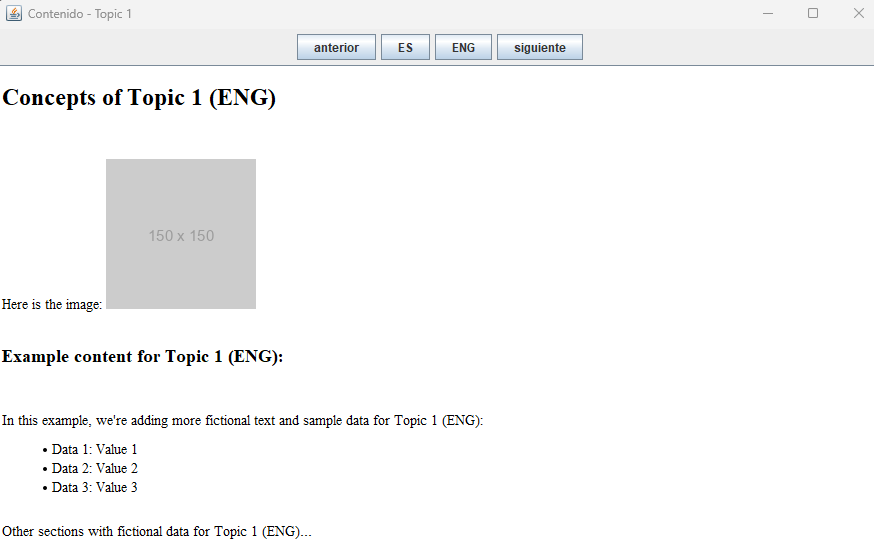 Contenido - Topic 1
anterior ES ENG siguiente
Concepts of Topic 1 (ENG)
150 x 150
Here is the image:
Example content for Topic 1 (ENG):
In this example, we're adding more fictional text and sample data for Topic 1 (ENG):
• Data 1: Value 1
• Data 2: Value 2
• Data 3: Value 3
Other sections with fictional data for Topic 1 (ENG)...